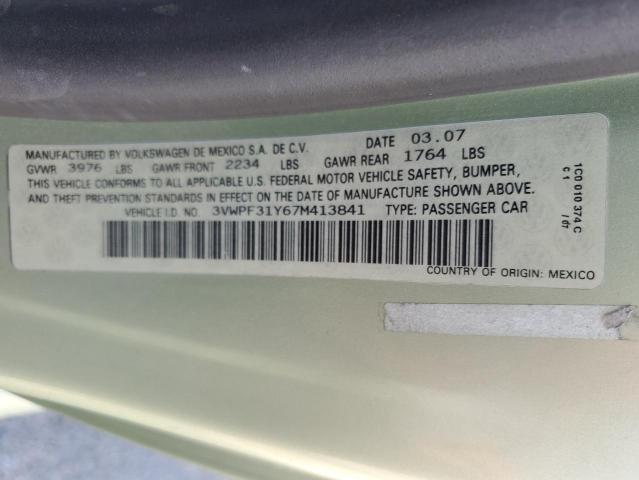 MANUFACTURED BY VOLKSWAGEN DE MEXICO S.A. DE C.V. DATE 03.07
GVWR 3976 LBS GAWR FRONT 2234 LBS GAWR REAR 1764 LBS
THIS VEHICLE CONFORMS TO ALL APPLICABLE U.S. FEDERAL MOTOR VEHICLE SAFETY, BUMPER,
AND THEFT PREVENTION STANDARDS IN EFFECT ON THE DATE OF MANUFACTURE SHOWN ABOVE.
VEHICLE I.D. NO. 3VWPF31Y67M413841 TYPE: PASSENGER CAR
COUNTRY OF ORIGIN: MEXICO
1C0 010 374 C
C 1 /df